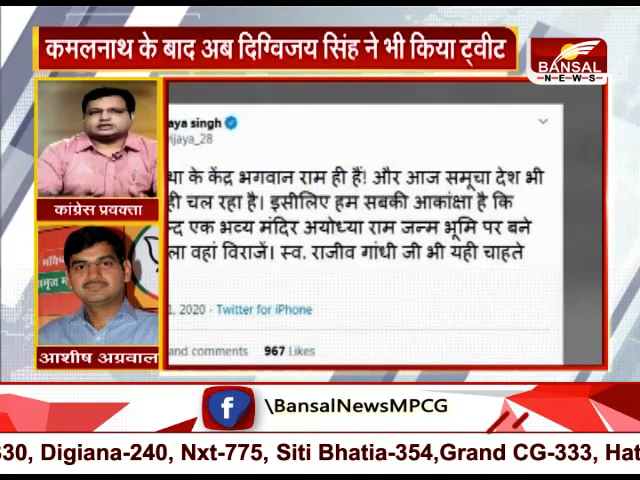 कमलनाथ के बाद अब दिग्विजय सिंह ने भी किया ट्वीट
BANSAL
NEWS
aya singh
ijaya_28
था के केंद्र भगवान राम ही हैं! और आज समूचा देश भी
ही चल रहा है। इसीलिए हम सबकी आकांक्षा है कि
न्द्र एक भव्य मंदिर अयोध्या राम जन्म भूमि पर बने
ला वहां विराजें। स्व. राजीव गांधी जी भी यही चाहते
1, 2020 · Twitter for iPhone
and comments 967 Likes
कांग्रेस प्रवक्ता
आशीष अग्रवाल
\BansalNewsMPCG
330, Digiana-240, Nxt-775, Siti Bhatia-354,Grand CG-333, Hat